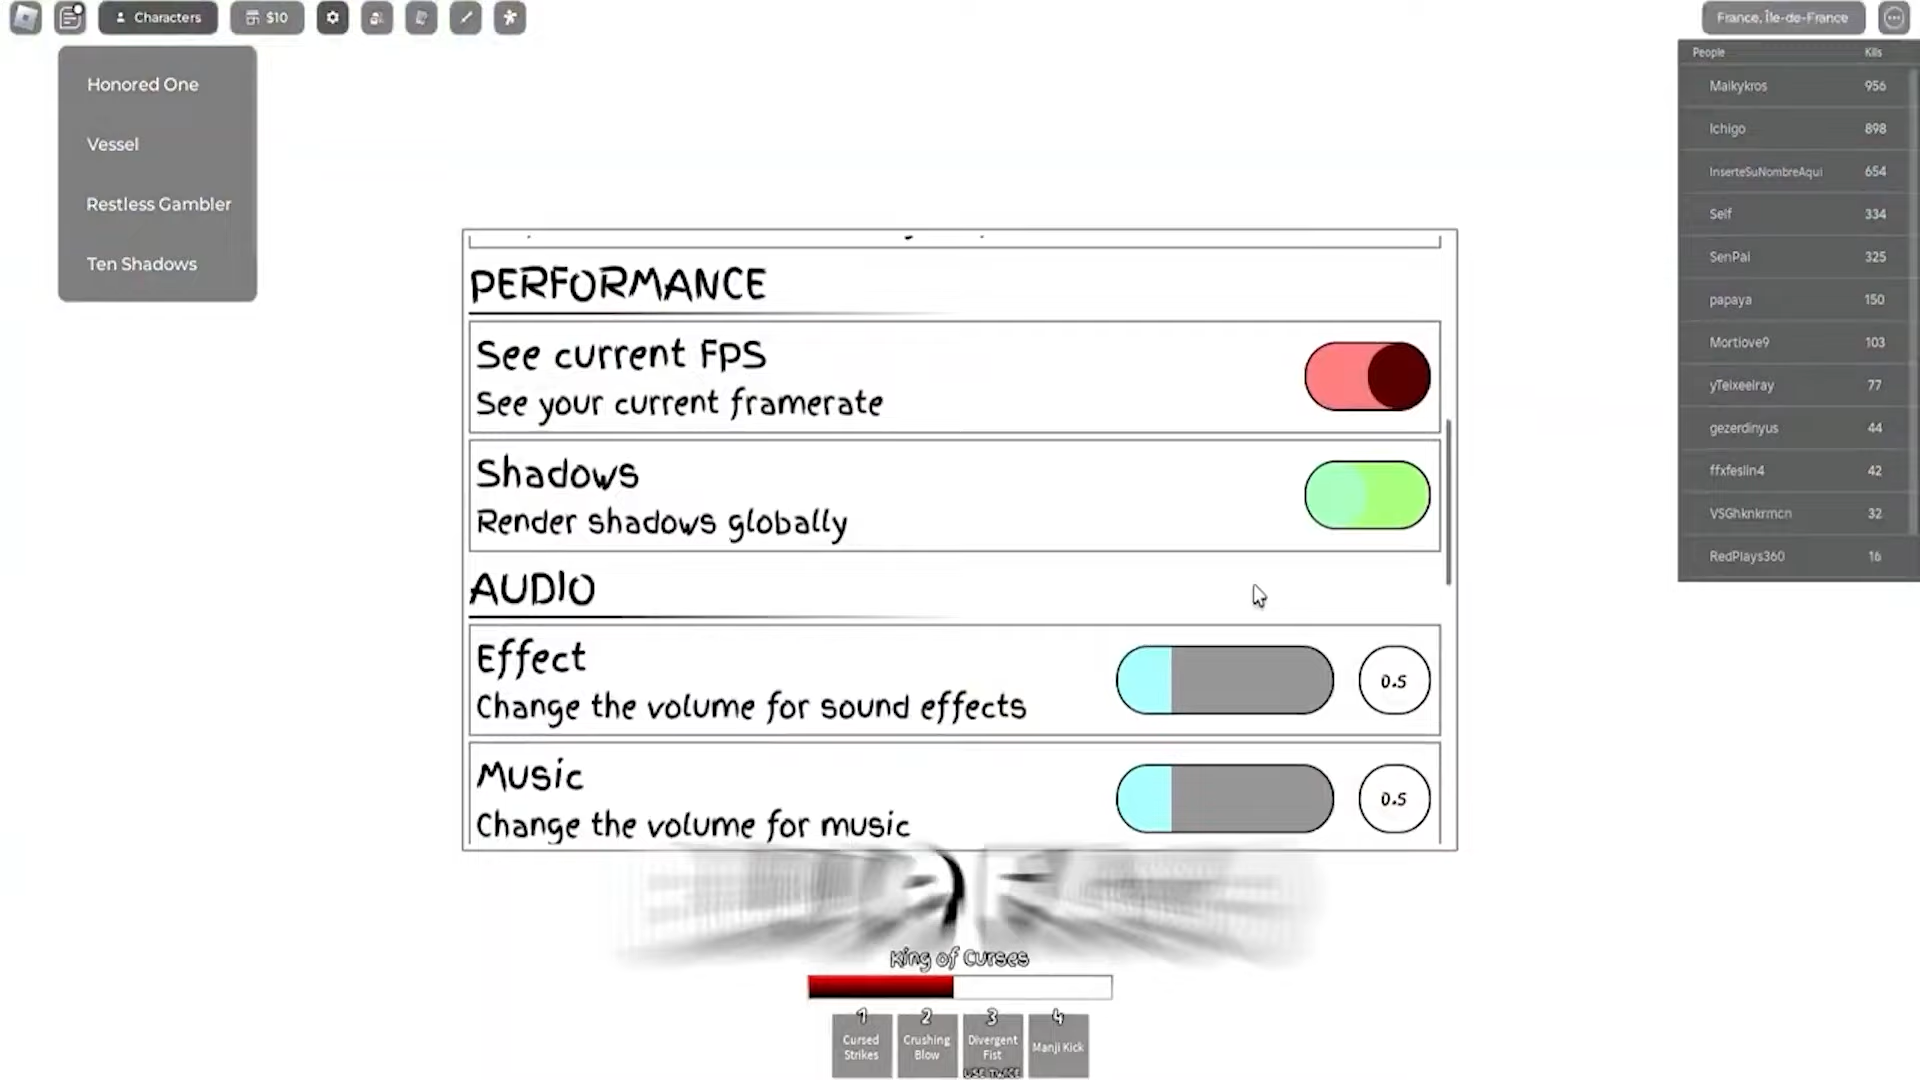 Characters
$10
France, Île-de-France
Honored One
Vessel
Restless Gambler
Ten Shadows
People Kills
Malkykros 956
Ichigo 898
InserteSuNombreAqui 654
Self 334
SenPai 325
papaya 150
Mortlove9 103
yTeixeeiray 77
gezerdinyus 44
ffxfeslin4 42
VSGhknkrmcn 32
RedPlays360 16
PERFORMANCE
See current FPS
See your current framerate
Shadows
Render shadows globally
AUDIO
Effect
Change the volume for sound effects
0.5
Music
Change the volume for music
0.5
King of Curses
1 2 3 4
Cursed Strikes
Crushing Blow
Divergent Fist
USE TWICE
Manji Kick